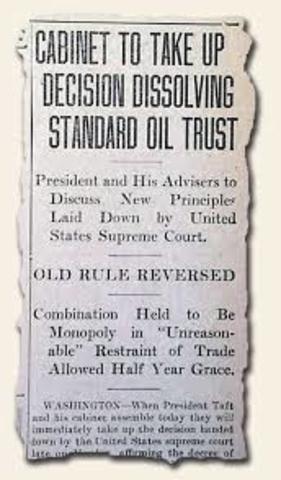 CABINET TO TAKE UP
DECISION DISSOLVING
STANDARD OIL TRUST
President and His Advisers to
Discuss New Principles
Laid Down by United
States Supreme Court.
OLD RULE REVERSED
Combination Held to Be
Monopoly in "Unreason-
able" Restraint of Trade
Allowed Half Year Grace.
WASHINGTON—When President Taft
and his cabinet assemble today they will
immediately take up the decision handed
down by the United States supreme court
late on affirming the decree of